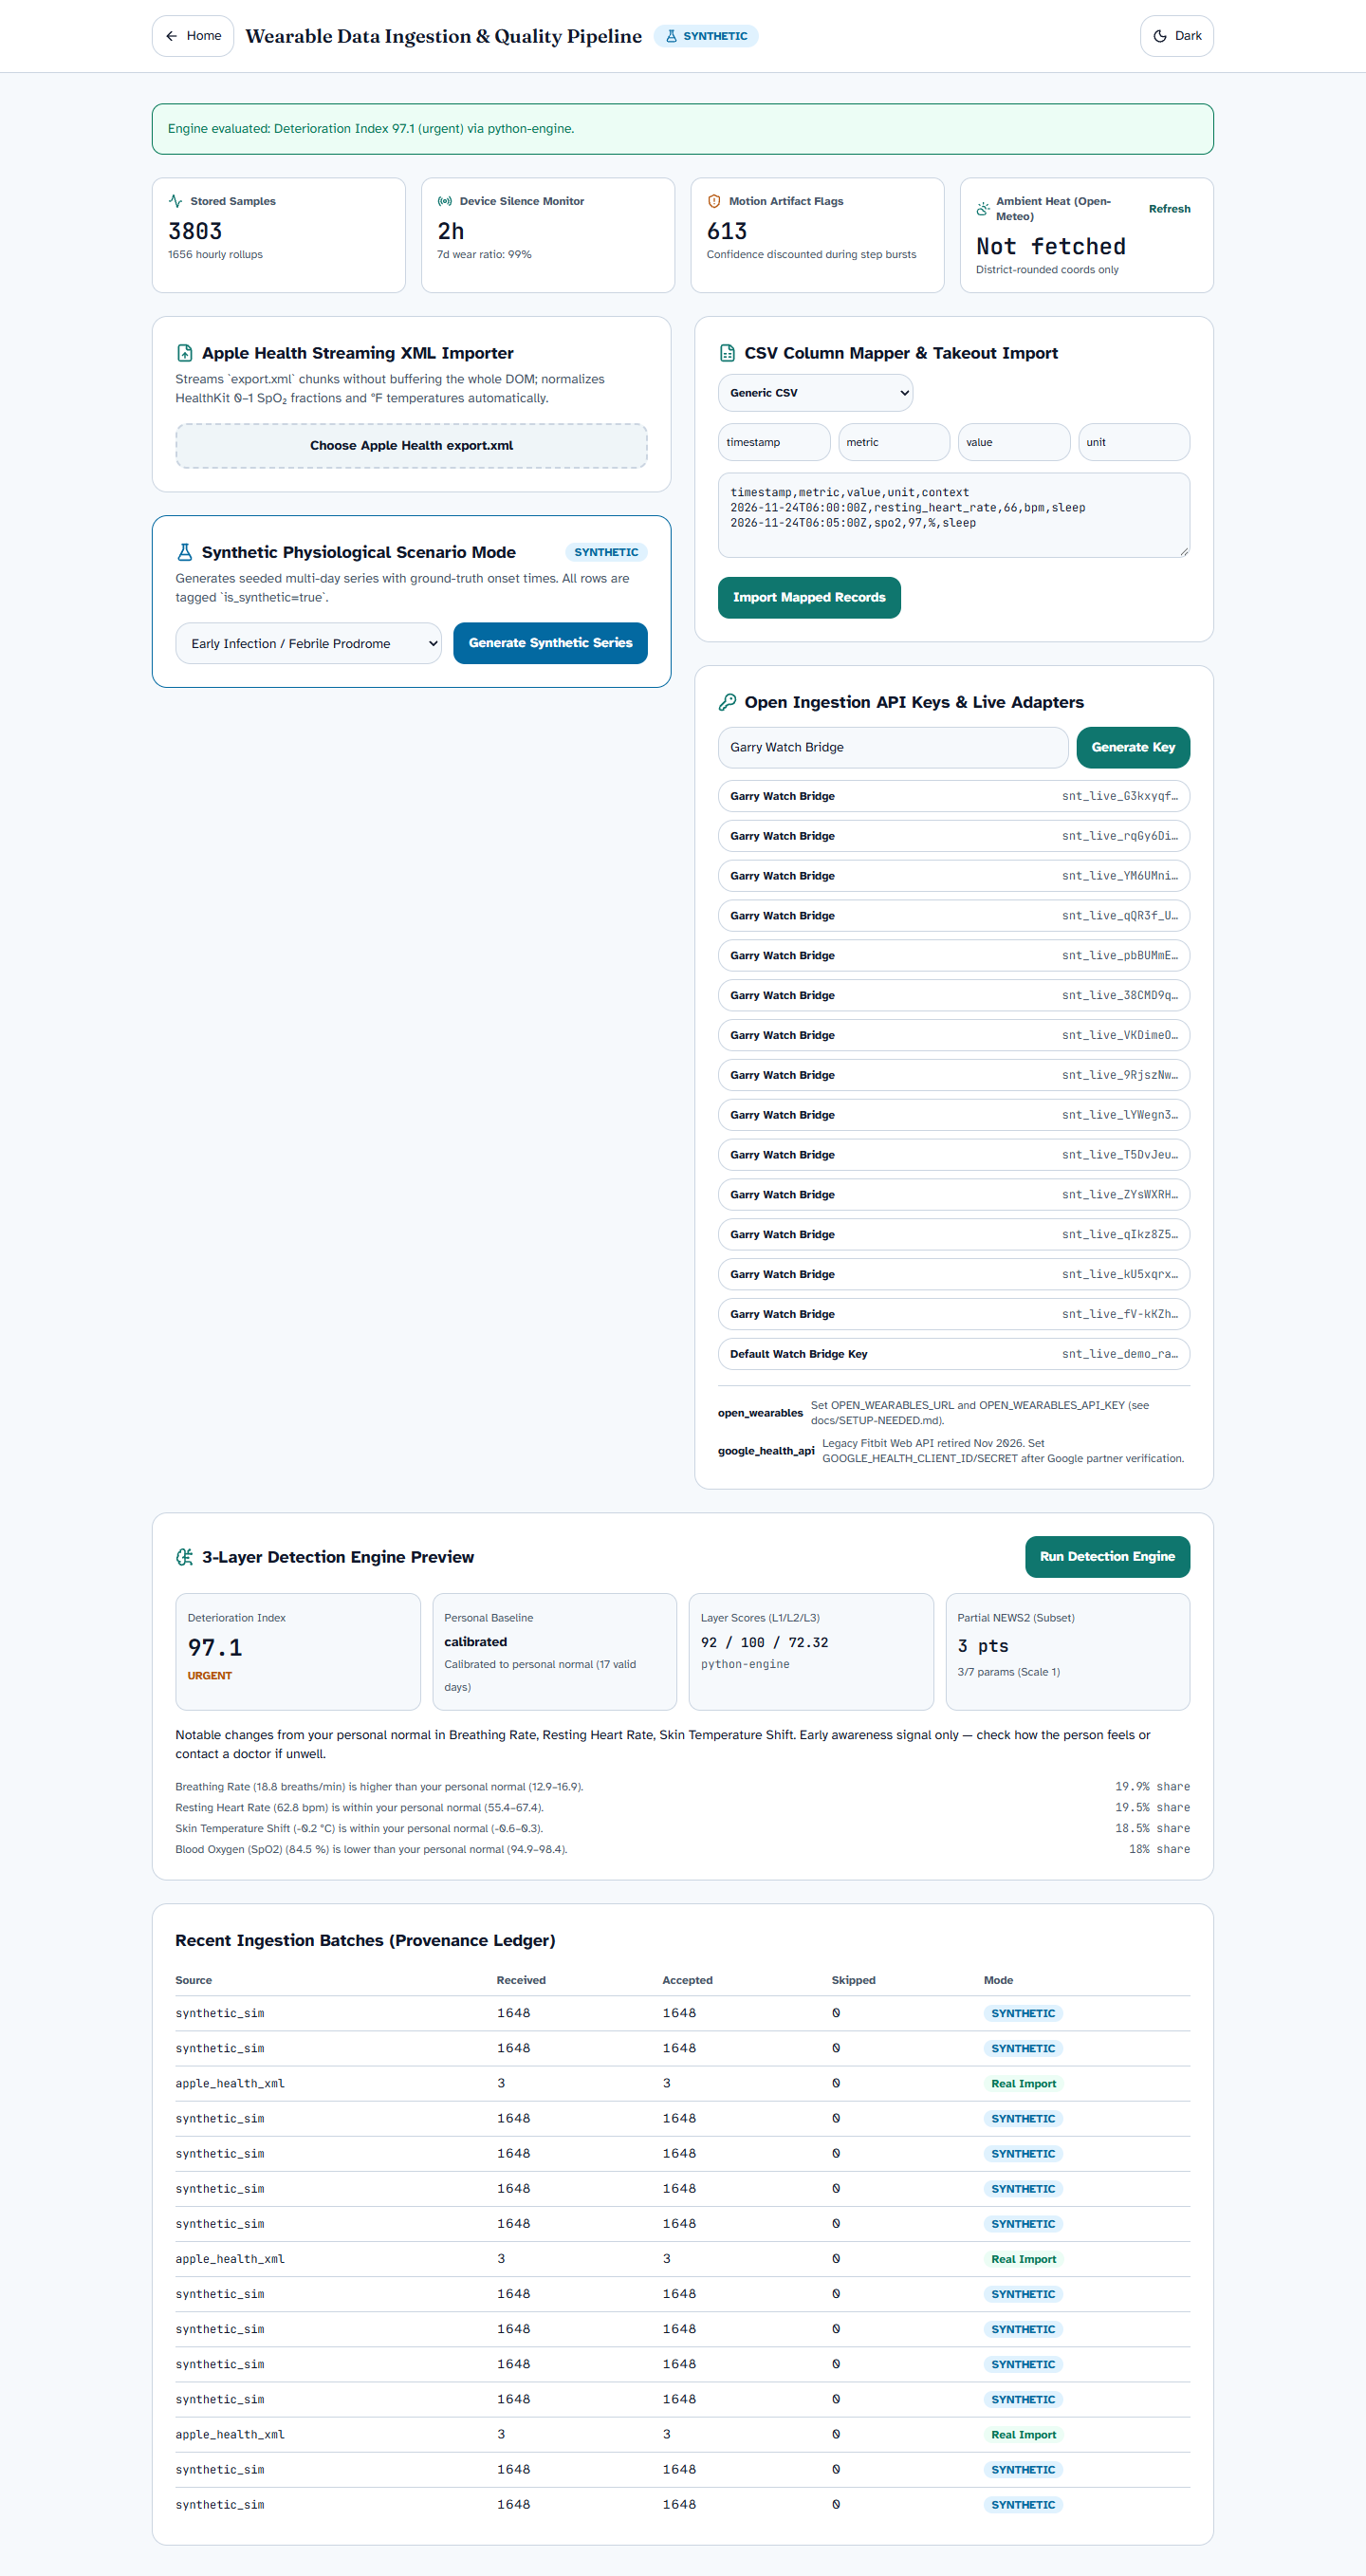 Home
Wearable Data Ingestion & Quality Pipeline
SYNTHETIC
Dark
Engine evaluated: Deterioration Index 97.1 (urgent) via python-engine.
Stored Samples
3803
1656 hourly rollups
Device Silence Monitor
2h
7d wear ratio: 99%
Motion Artifact Flags
613
Confidence discounted during step bursts
Ambient Heat (Open-
Meteo)
Refresh
Not fetched
District-rounded coords only
Apple Health Streaming XML Importer
Streams `export.xml` chunks without buffering the whole DOM; normalizes
HealthKit 0–1 SpO₂ fractions and °F temperatures automatically.
Choose Apple Health export.xml
Synthetic Physiological Scenario Mode
SYNTHETIC
Generates seeded multi-day series with ground-truth onset times. All rows are
tagged `is_synthetic=true`.
Early Infection / Febrile Prodrome
Generate Synthetic Series
CSV Column Mapper & Takeout Import
Generic CSV
timestamp
metric
value
unit
timestamp,metric,value,unit,context
2026-11-24T06:00:00Z,resting_heart_rate,66,bpm,sleep
2026-11-24T06:05:00Z,spo2,97,%,sleep
Import Mapped Records
Open Ingestion API Keys & Live Adapters
Garry Watch Bridge
Generate Key
Garry Watch Bridge snt_live_G3kxyqf…
Garry Watch Bridge snt_live_rqGy6Di…
Garry Watch Bridge snt_live_YM6UMni…
Garry Watch Bridge snt_live_qQR3f_U…
Garry Watch Bridge snt_live_pbBUMmE…
Garry Watch Bridge snt_live_38CMD9q…
Garry Watch Bridge snt_live_VKDimeO…
Garry Watch Bridge snt_live_9RjszNw…
Garry Watch Bridge snt_live_lYWegn3…
Garry Watch Bridge snt_live_T5DvJeu…
Garry Watch Bridge snt_live_ZYsWXRH…
Garry Watch Bridge snt_live_qIkz8Z5…
Garry Watch Bridge snt_live_kU5xqrx…
Garry Watch Bridge snt_live_fV-kKZh…
Default Watch Bridge Key snt_live_demo_ra…
open_wearables
Set OPEN_WEARABLES_URL and OPEN_WEARABLES_API_KEY (see
docs/SETUP-NEEDED.md).
google_health_api
Legacy Fitbit Web API retired Nov 2026. Set
GOOGLE_HEALTH_CLIENT_ID/SECRET after Google partner verification.
3-Layer Detection Engine Preview
Run Detection Engine
Deterioration Index
97.1
URGENT
Personal Baseline
calibrated
Calibrated to personal normal (17 valid
days)
Layer Scores (L1/L2/L3)
92 / 100 / 72.32
python-engine
Partial NEWS2 (Subset)
3 pts
3/7 params (Scale 1)
Notable changes from your personal normal in Breathing Rate, Resting Heart Rate, Skin Temperature Shift. Early awareness signal only — check how the person feels or
contact a doctor if unwell.
Breathing Rate (18.8 breaths/min) is higher than your personal normal (12.9–16.9). 19.9% share
Resting Heart Rate (62.8 bpm) is within your personal normal (55.4–67.4). 19.5% share
Skin Temperature Shift (-0.2 °C) is within your personal normal (-0.6–0.3). 18.5% share
Blood Oxygen (SpO2) (84.5 %) is lower than your personal normal (94.9–98.4). 18% share
Recent Ingestion Batches (Provenance Ledger)
Source Received Accepted Skipped Mode
synthetic_sim 1648 1648 0 SYNTHETIC
synthetic_sim 1648 1648 0 SYNTHETIC
apple_health_xml 3 3 0 Real Import
synthetic_sim 1648 1648 0 SYNTHETIC
synthetic_sim 1648 1648 0 SYNTHETIC
synthetic_sim 1648 1648 0 SYNTHETIC
synthetic_sim 1648 1648 0 SYNTHETIC
apple_health_xml 3 3 0 Real Import
synthetic_sim 1648 1648 0 SYNTHETIC
synthetic_sim 1648 1648 0 SYNTHETIC
synthetic_sim 1648 1648 0 SYNTHETIC
synthetic_sim 1648 1648 0 SYNTHETIC
apple_health_xml 3 3 0 Real Import
synthetic_sim 1648 1648 0 SYNTHETIC
synthetic_sim 1648 1648 0 SYNTHETIC